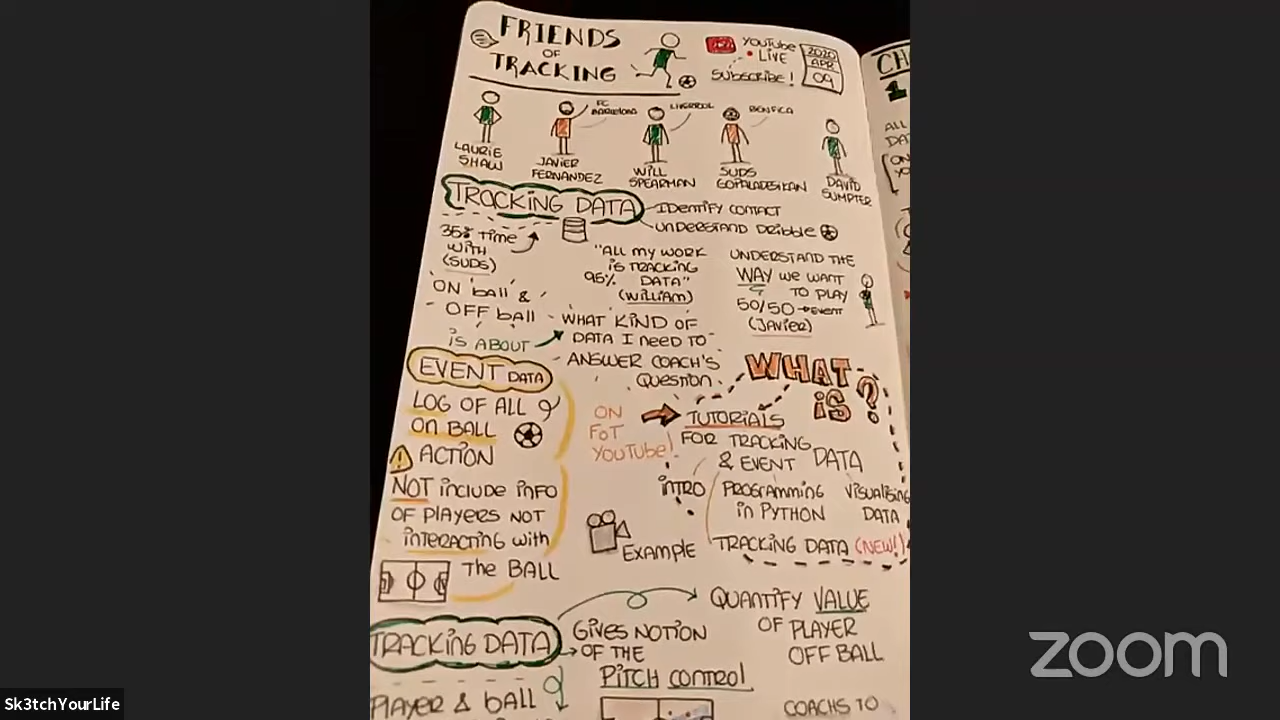 FRIENDS
OF
TRACKING
YOUTUBE
LIVE
SUBSCRIBE!
2020
APR
09
LAURIE
SHAW
FC
BARCELONA
JAVIER
FERNANDEZ
LIVERPOOL
WILL
SPEARMAN
BENFICA
SUDS
GOPALADESIKAN
DAVID
SUMPTER
TRACKING DATA
IDENTIFY CONTACT
UNDERSTAND DRIBBLE
35% TIME
WITH
(SUDS)
"ALL MY WORK
IS TRACKING
95% DATA"
(WILLIAM)
UNDERSTAND THE
WAY WE WANT
TO PLAY
50/50 → EVENT
(JAVIER)
ON ball &
OFF ball
is ABOUT
WHAT KIND OF
DATA I NEED TO
ANSWER COACH'S
QUESTION
EVENT DATA
LOG OF ALL
ON BALL
ACTION
NOT include info
OF PLAYERS NOT
interacting with
The BALL
WHAT
iS ?
ON
FoT
YOUTUBE!
TUTORIALS
FOR TRACKING
& EVENT DATA
iNTRO
PROGRAMMING
in PYTHON
VISUALISING
DATA
TRACKING DATA (NEW!)
EXAMPLE
TRACKING DATA
GIVES NOTION
OF THE
PITCH CONTROL
QUANTIFY VALUE
OF PLAYER
OFF BALL
PLAYER & bALL
COACHS TO
CH
1
ALL
DA
zoom
Sk3tchYourLife